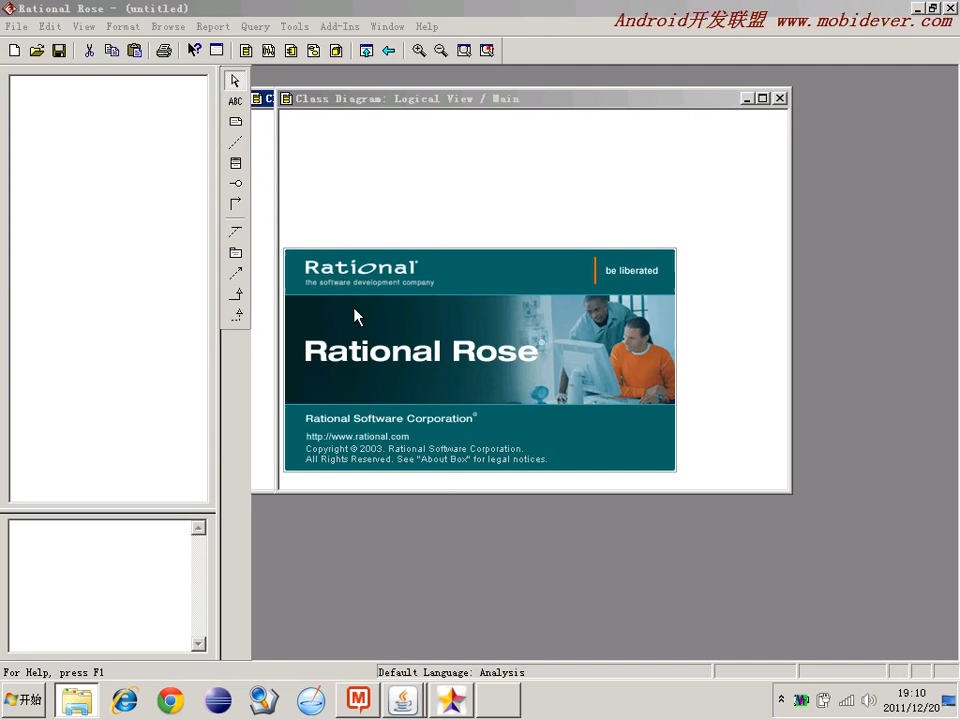 Rational Rose - (untitled)
Android开发联盟 www.mobidever.com
File Edit View Format Browse Report Query Tools Add-Ins Window Help
ABC
Cl
Class Diagram: Logical View / Main
Rational®
the software development company
be liberated
Rational Rose®
Rational Software Corporation®
http://www.rational.com
Copyright © 2003. Rational Software Corporation.
All Rights Reserved. See "About Box" for legal notices.
For Help, press F1
Default Language: Analysis
开始
19:10
2011/12/20